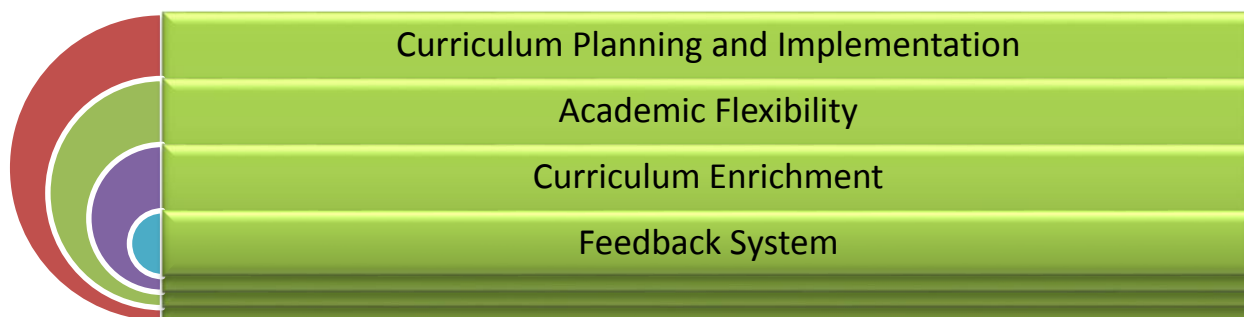 Curriculum Planning and Implementation
Academic Flexibility
Curriculum Enrichment
Feedback System